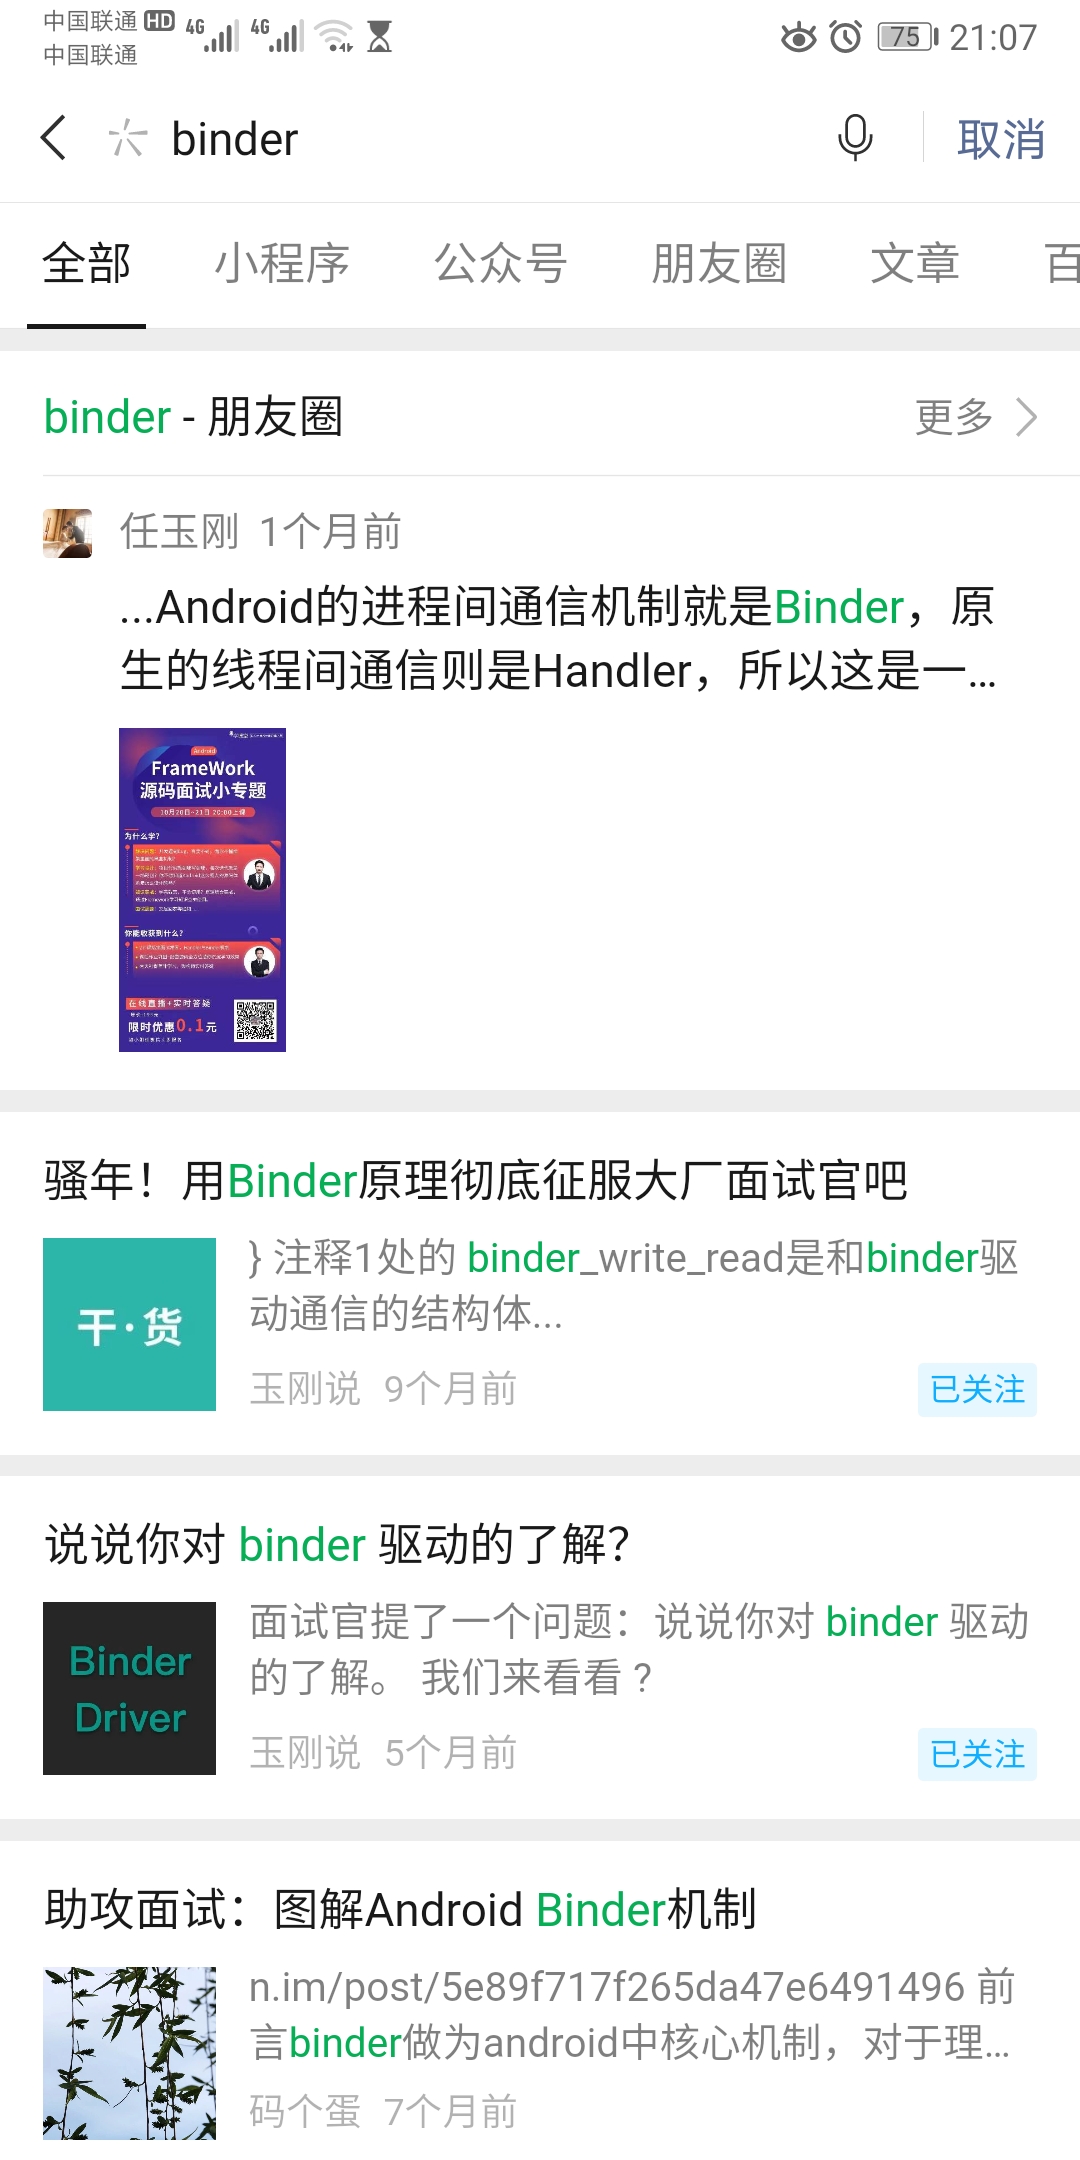 中国联通 HD 4G 4G 75 21:07
中国联通
binder 取消
全部 小程序 公众号 朋友圈 文章 百
binder - 朋友圈 更多
任玉刚 1个月前
...Android的进程间通信机制就是Binder，原
生的线程间通信则是Handler，所以这是一...
Android
FrameWork
源码面试小专题
10月20日~21日 20:00上课
为什么学?
你能收获到什么?
在线直播+实时答疑
限时优惠0.1元
骚年！用Binder原理彻底征服大厂面试官吧
} 注释1处的 binder_write_read是和binder驱
动通信的结构体...
干·货
玉刚说 9个月前 已关注
说说你对 binder 驱动的了解？
面试官提了一个问题：说说你对 binder 驱动
的了解。 我们来看看 ?
Binder
Driver
玉刚说 5个月前 已关注
助攻面试：图解Android Binder机制
n.im/post/5e89f717f265da47e6491496 前
言binder做为android中核心机制，对于理...
码个蛋 7个月前